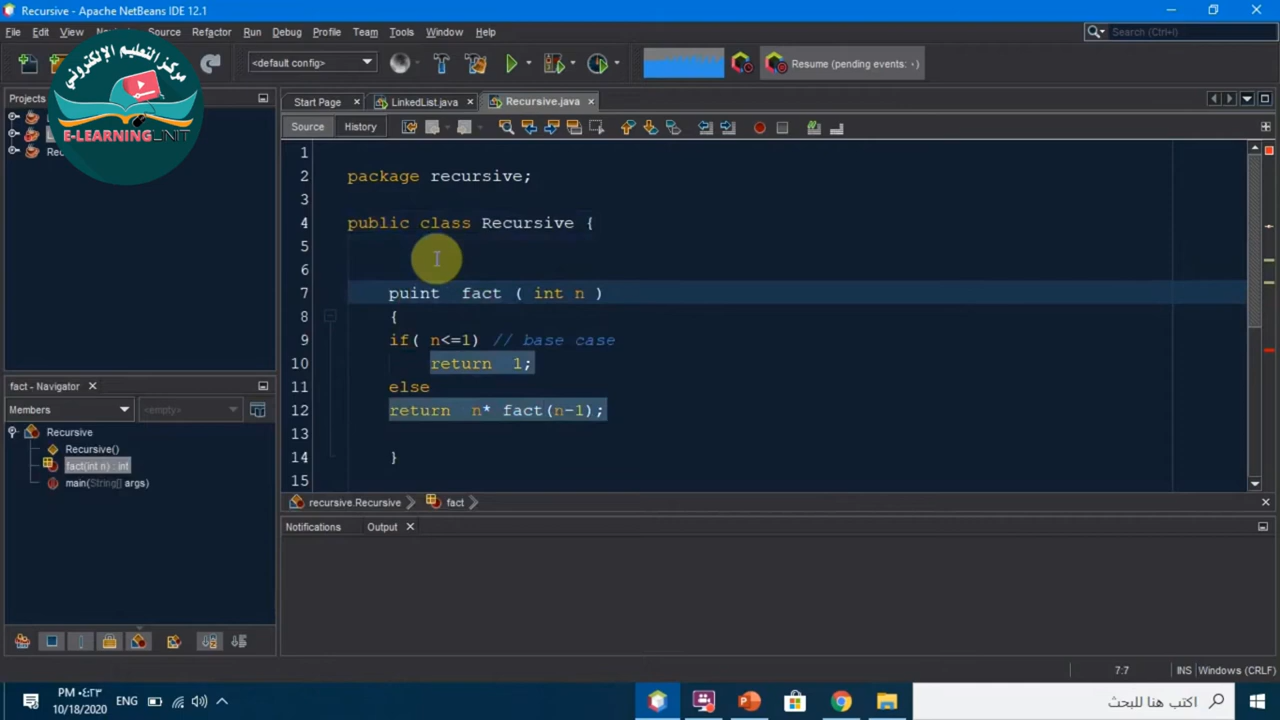 Recursive - Apache NetBeans IDE 12.1
File Edit View Source Refactor Run Debug Profile Team Tools Window Help
Search (Ctrl+I)
مركز التعليم الإلكتروني
E-LEARNING UNIT
<default config>
Resume (pending events: ٠)
Projects
Start Page LinkedList.java Recursive.java
Source History
Rec
1
2 package recursive;
3
4 public class Recursive {
5
6
7 puint fact ( int n )
8 {
9 if( n<=1) // base case
10 return 1;
11 else
12 return n* fact(n-1);
13
14 }
15
fact - Navigator
Members <empty>
Recursive
Recursive()
fact(int n) : int
main(String[] args)
recursive.Recursive fact
Notifications Output
7:7 INS Windows (CRLF)
PM ٠٤:٢٣
10/18/2020
ENG
اكتب هنا للبحث